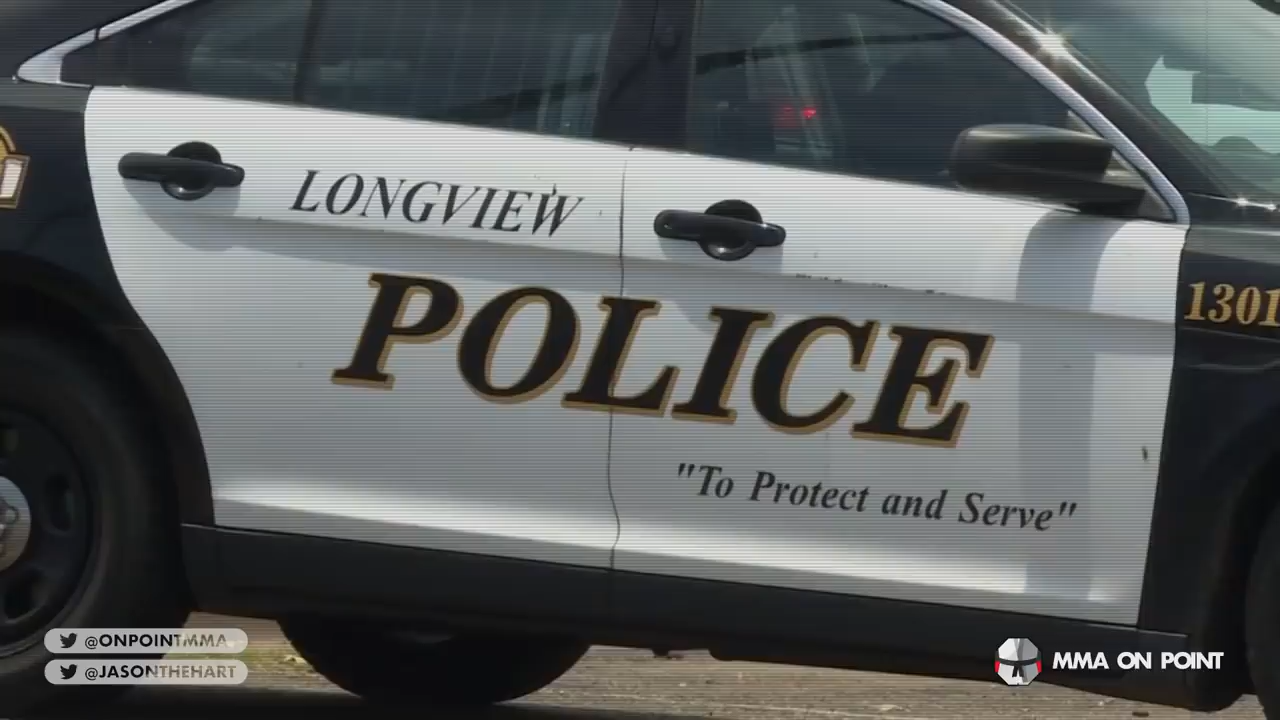 LONGVIEW
POLICE
1301
"To Protect and Serve"
@ONPOINTMMA
@JASONTHEHART
MMA ON POINT